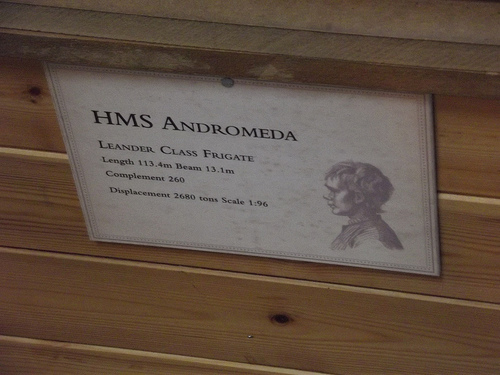 HMS Andromeda
Leander Class Frigate
Length 113.4m Beam 13.1m
Complement 260
Displacement 2680 tons Scale 1:96